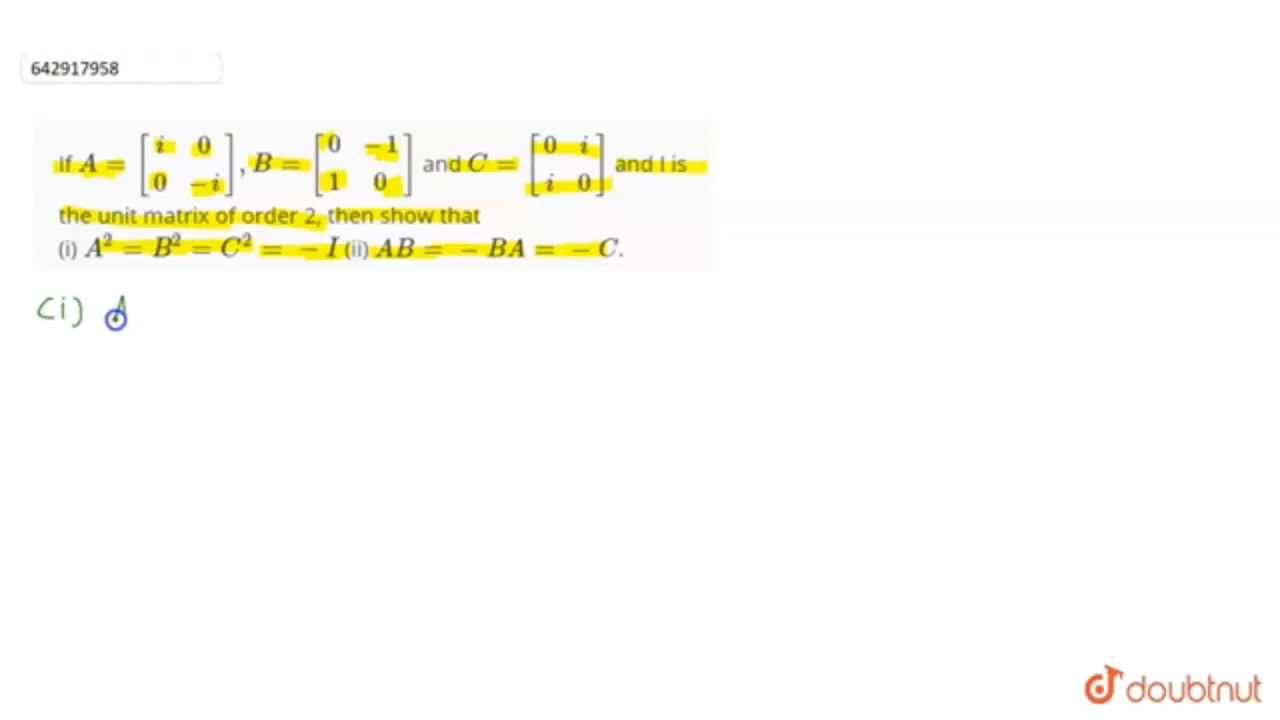 642917958
If A = [i 0; 0 -i], B = [0 -1; 1 0] and C = [0 i; i 0] and I is
the unit matrix of order 2, then show that
(i) A² = B² = C² = - I (ii) AB = - BA = - C.
(i) A
doubtnut